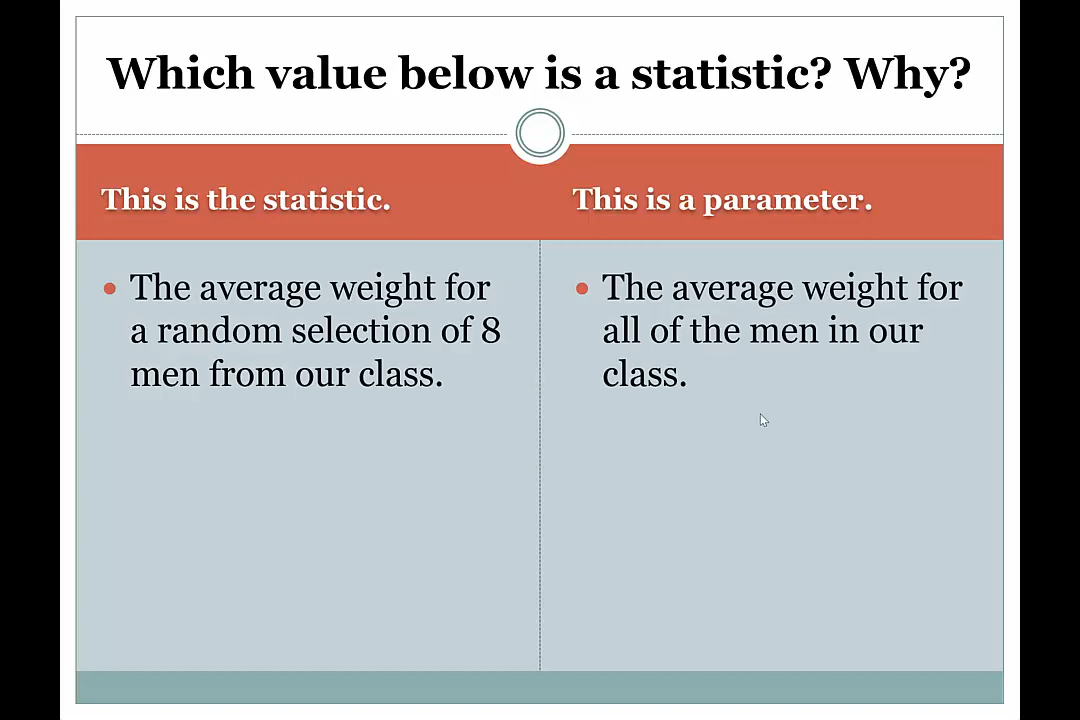 Which value below is a statistic? Why?
This is the statistic.
This is a parameter.
• The average weight for
a random selection of 8
men from our class.
• The average weight for
all of the men in our
class.